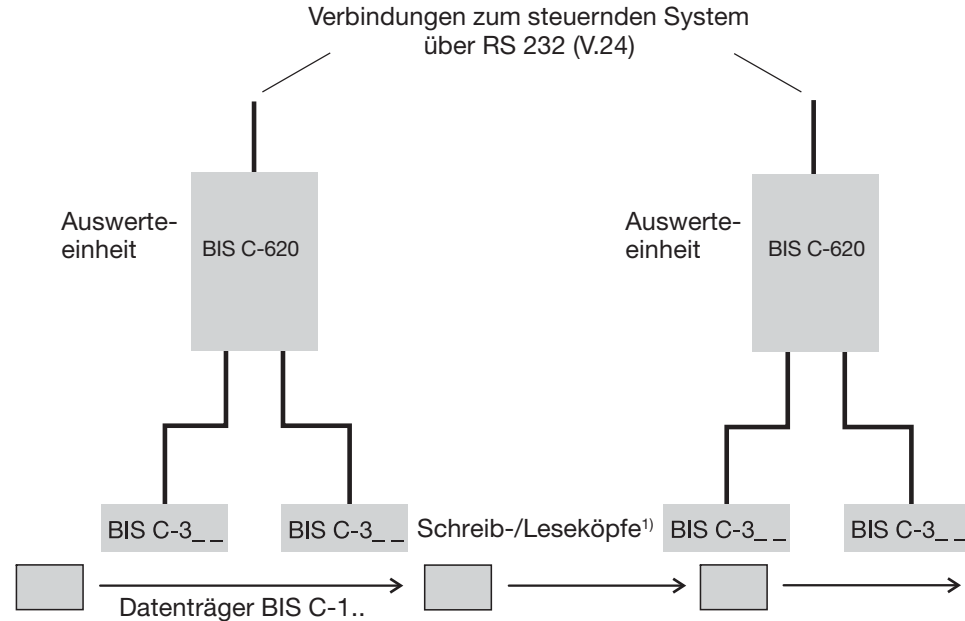 Verbindungen zum steuernden System
über RS 232 (V.24)
Auswerte-
einheit
BIS C-620
Auswerte-
einheit
BIS C-620
BIS C-3_ _
BIS C-3_ _
Schreib-/Leseköpfe¹⁾
BIS C-3_ _
BIS C-3_ _
Datenträger BIS C-1..